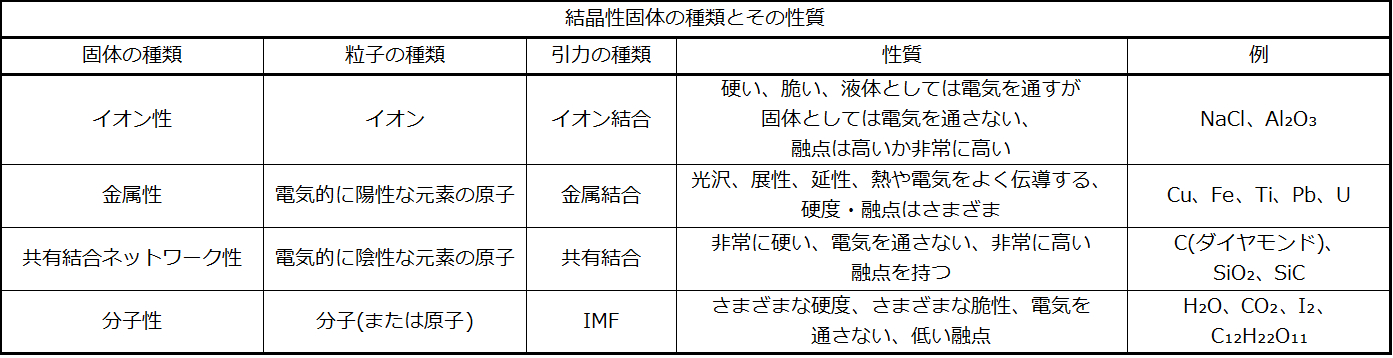 結晶性固体の種類とその性質
固体の種類 粒子の種類 引力の種類 性質 例
イオン性 イオン イオン結合 硬い、脆い、液体としては電気を通すが
固体としては電気を通さない、
融点は高いか非常に高い NaCl、Al₂O₃
金属性 電気的に陽性な元素の原子 金属結合 光沢、展性、延性、熱や電気をよく伝導する、
硬度・融点はさまざま Cu、Fe、Ti、Pb、U
共有結合ネットワーク性 電気的に陰性な元素の原子 共有結合 非常に硬い、電気を通さない、非常に高い
融点を持つ C(ダイヤモンド)、
SiO₂、SiC
分子性 分子(または原子) IMF さまざまな硬度、さまざまな脆性、電気を
通さない、低い融点 H₂O、CO₂、I₂、
C₁₂H₂₂O₁₁